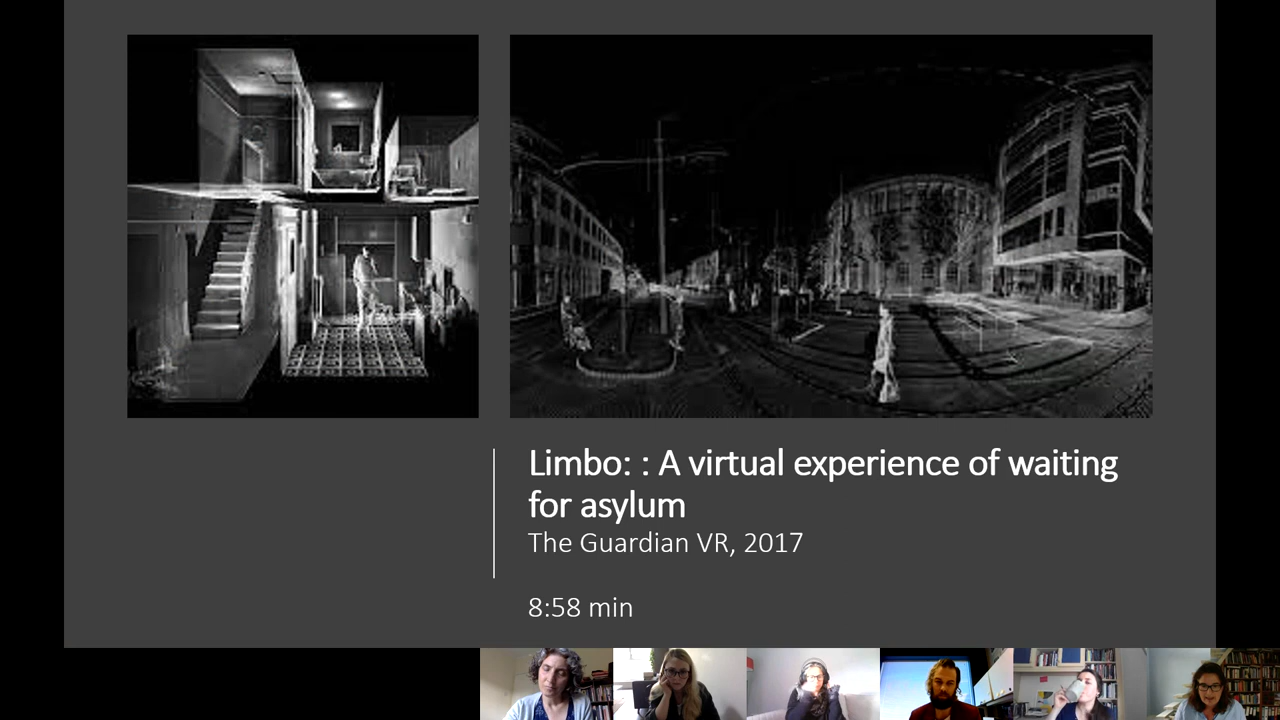 Limbo: : A virtual experience of waiting
for asylum
The Guardian VR, 2017
8:58 min